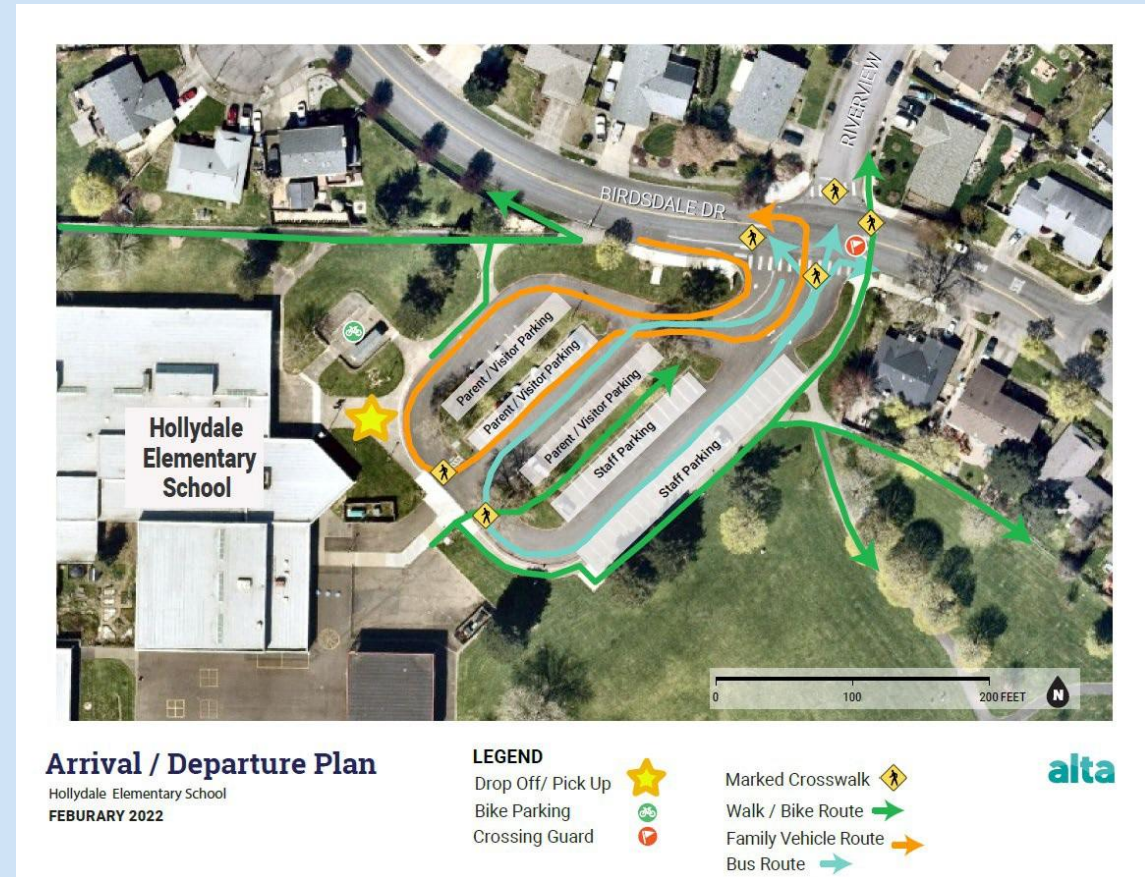 RIVERVIEW
BIRDSDALE DR
Parent / Visitor Parking
Parent / Visitor Parking
Parent / Visitor Parking
Staff Parking
Staff Parking
Hollydale
Elementary
School
0 100 200 FEET N
Arrival / Departure Plan
Hollydale Elementary School
FEBURARY 2022
LEGEND
Drop Off/ Pick Up
Bike Parking
Crossing Guard
Marked Crosswalk
Walk / Bike Route
Family Vehicle Route
Bus Route
alta